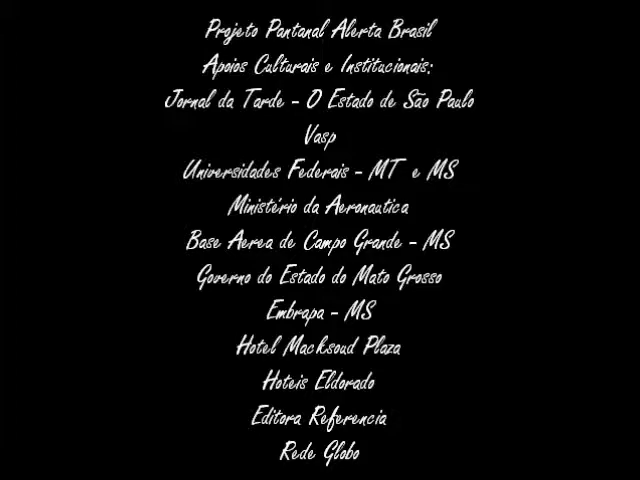 Projeto Pantanal Alerta Brasil
Apoios Culturais e Institucionais:
Jornal da Tarde - O Estado de São Paulo
Vasp
Universidades Federais - MT e MS
Ministério da Aeronautica
Base Aerea de Campo Grande - MS
Governo do Estado do Mato Grosso
Embrapa - MS
Hotel Macksoud Plaza
Hoteis Eldorado
Editora Referencia
Rede Globo